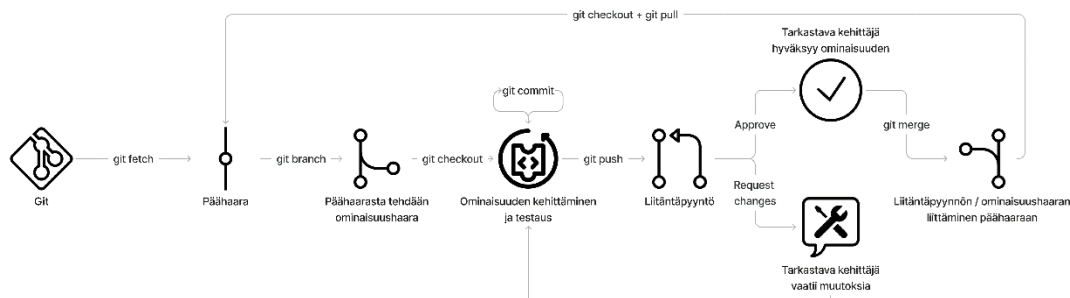 git checkout + git pull
Tarkastava kehittäjä
hyväksyy ominaisuuden
git commit
Approve
git merge
git fetch
git branch
git checkout
git push
Request
changes
Git
Päähaara
Päähaarasta tehdään
ominaisuushaara
Ominaisuuden kehittäminen
ja testaus
Liitäntäpyyntö
Liitäntäpyynnön / ominaisuushaaran
liittäminen päähaaraan
Tarkastava kehittäjä
vaatii muutoksia